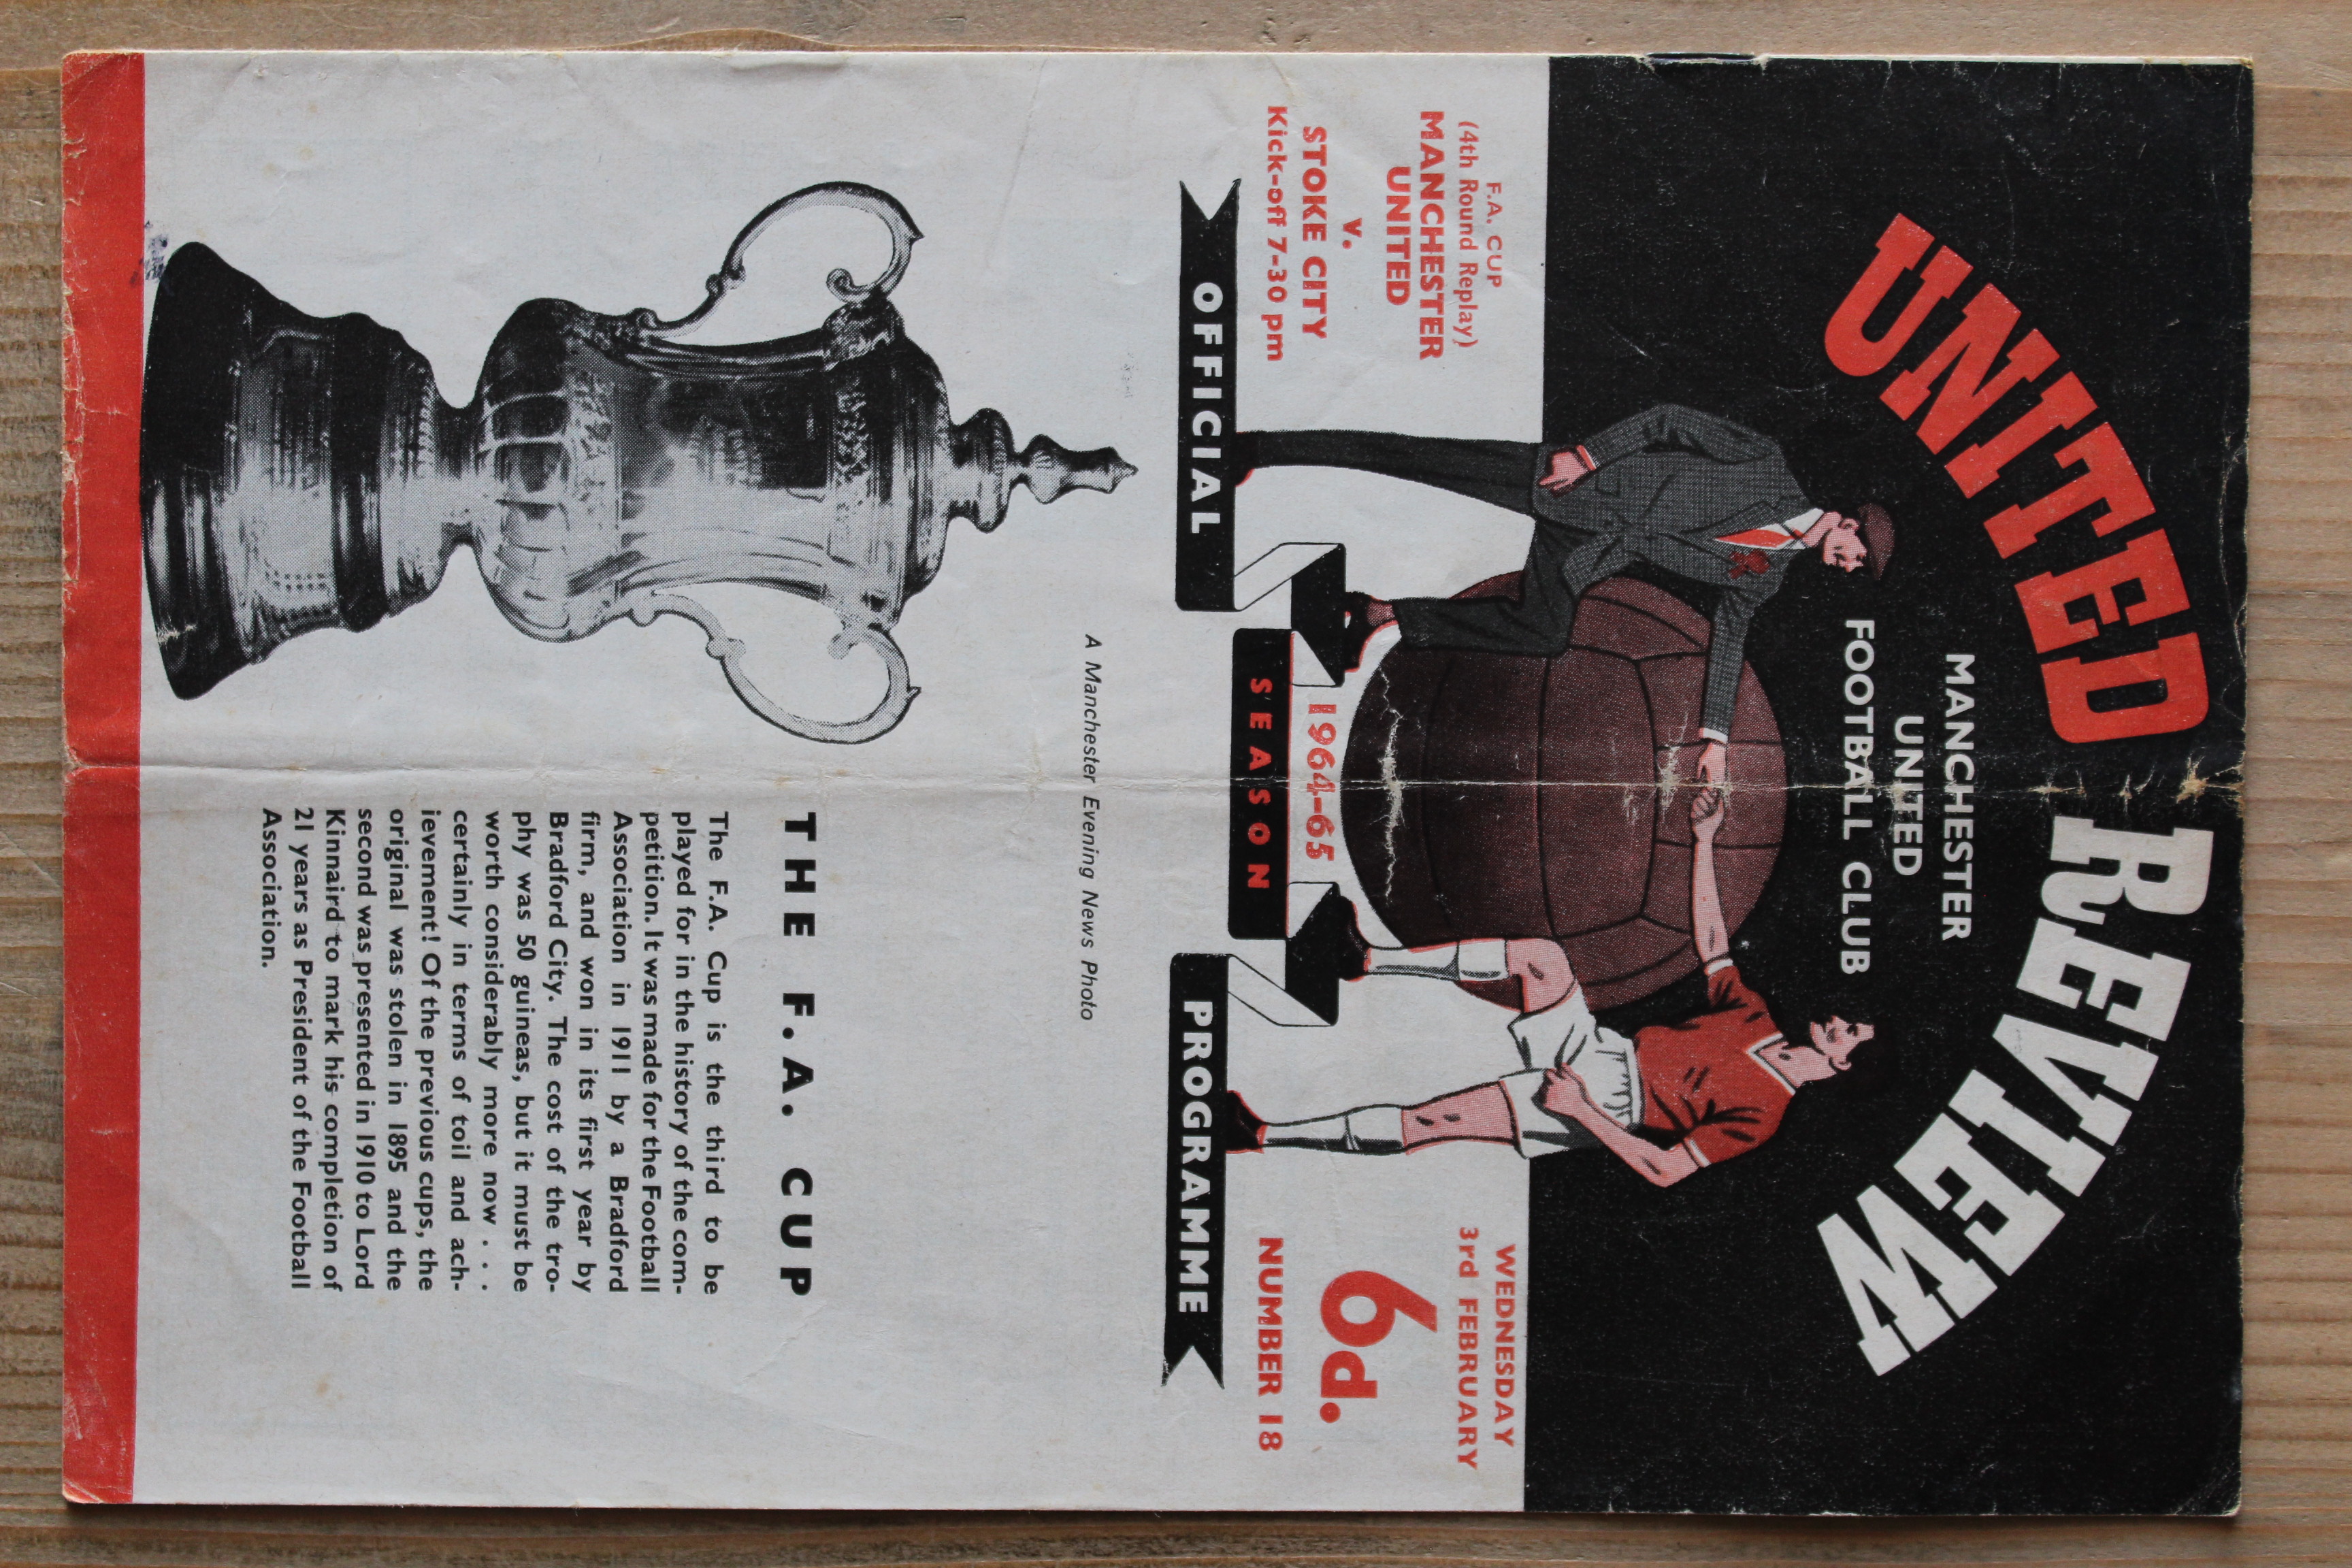 UNITED REVIEW
MANCHESTER
UNITED
FOOTBALL CLUB
F.A. CUP
(4th Round Replay)
MANCHESTER
UNITED
v.
STOKE CITY
Kick-off 7-30 pm
WEDNESDAY
3rd FEBRUARY
6d.
NUMBER 18
1964-65
OFFICIAL
SEASON
PROGRAMME
A Manchester Evening News Photo
THE F.A. CUP
The F.A. Cup is the third to be
played for in the history of the com-
petition. It was made for the Football
Association in 1911 by a Bradford
firm, and won in its first year by
Bradford City. The cost of the tro-
phy was 50 guineas, but it must be
worth considerably more now . . .
certainly in terms of toil and ach-
ievement! Of the previous cups, the
original was stolen in 1895 and the
second was presented in 1910 to Lord
Kinnaird to mark his completion of
21 years as President of the Football
Association.